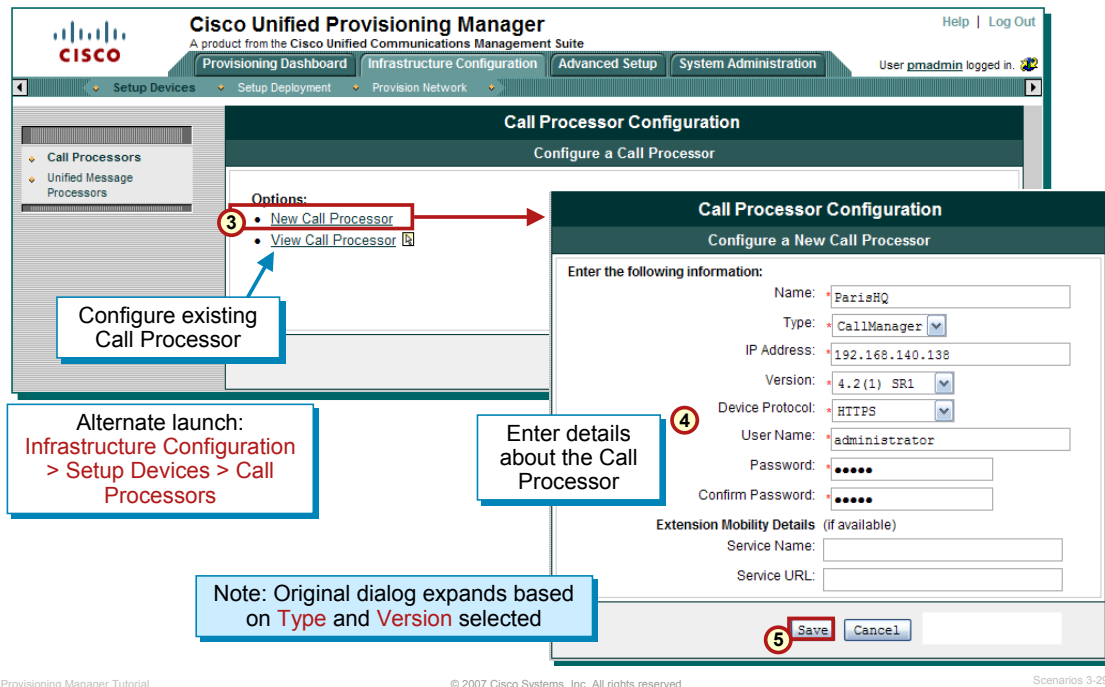 Cisco Unified Provisioning Manager
A product from the Cisco Unified Communications Management Suite
Help | Log Out
CISCO
Provisioning Dashboard
Infrastructure Configuration
Advanced Setup
System Administration
User pmadmin logged in.
Setup Devices
Setup Deployment
Provision Network
Call Processor Configuration
Configure a Call Processor
Call Processors
Unified Message
Processors
Options:
3
New Call Processor
View Call Processor
Configure existing
Call Processor
Alternate launch:
Infrastructure Configuration
> Setup Devices > Call
Processors
Call Processor Configuration
Configure a New Call Processor
Enter the following information:
Name: * ParisHQ
Type: * CallManager
IP Address: * 192.168.140.138
Version: * 4.2(1) SR1
Device Protocol: * HTTPS
4
Enter details
about the Call
Processor
User Name: * administrator
Password: * •••••
Confirm Password: * •••••
Extension Mobility Details (if available)
Service Name:
Service URL:
Note: Original dialog expands based
on Type and Version selected
5
Save
Cancel
Provisioning Manager Tutorial
© 2007 Cisco Systems, Inc. All rights reserved
Scenarios 3-29